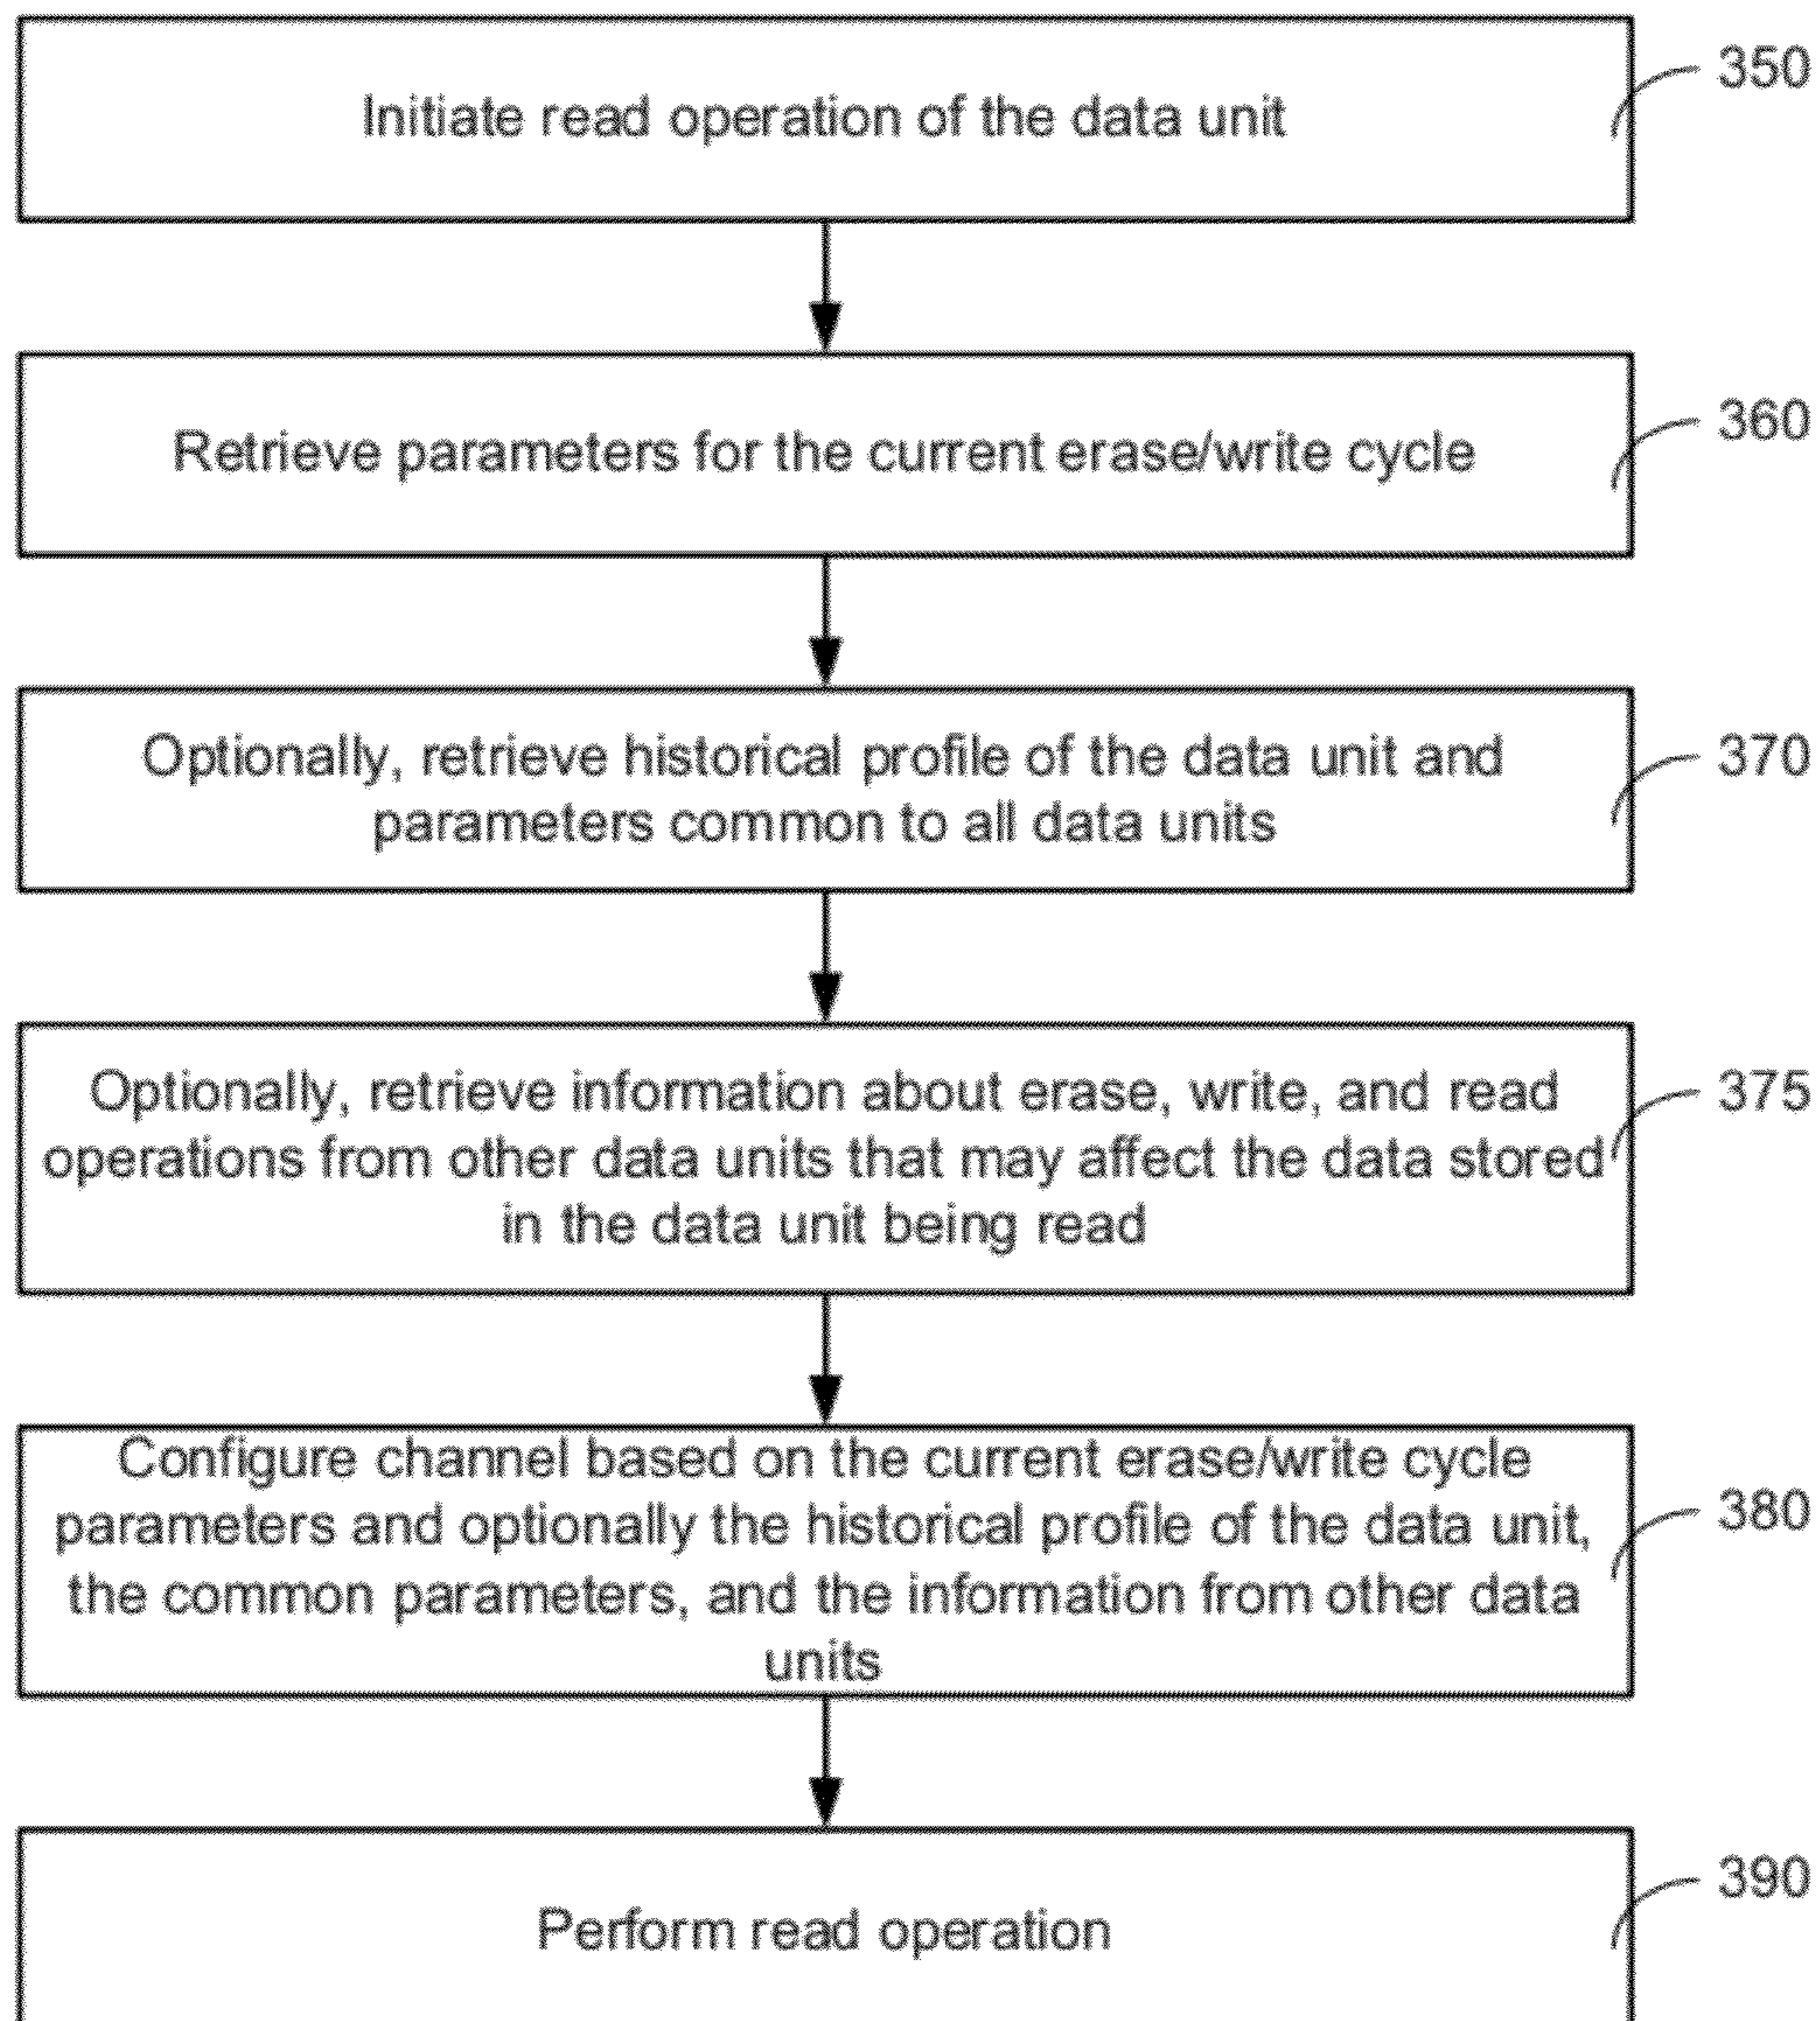 Initiate read operation of the data unit
350
Retrieve parameters for the current erase/write cycle
360
Optionally, retrieve historical profile of the data unit and
parameters common to all data units
370
Optionally, retrieve information about erase, write, and read
operations from other data units that may affect the data stored
in the data unit being read
375
Configure channel based on the current erase/write cycle
parameters and optionally the historical profile of the data unit,
the common parameters, and the information from other data
units
380
Perform read operation
390